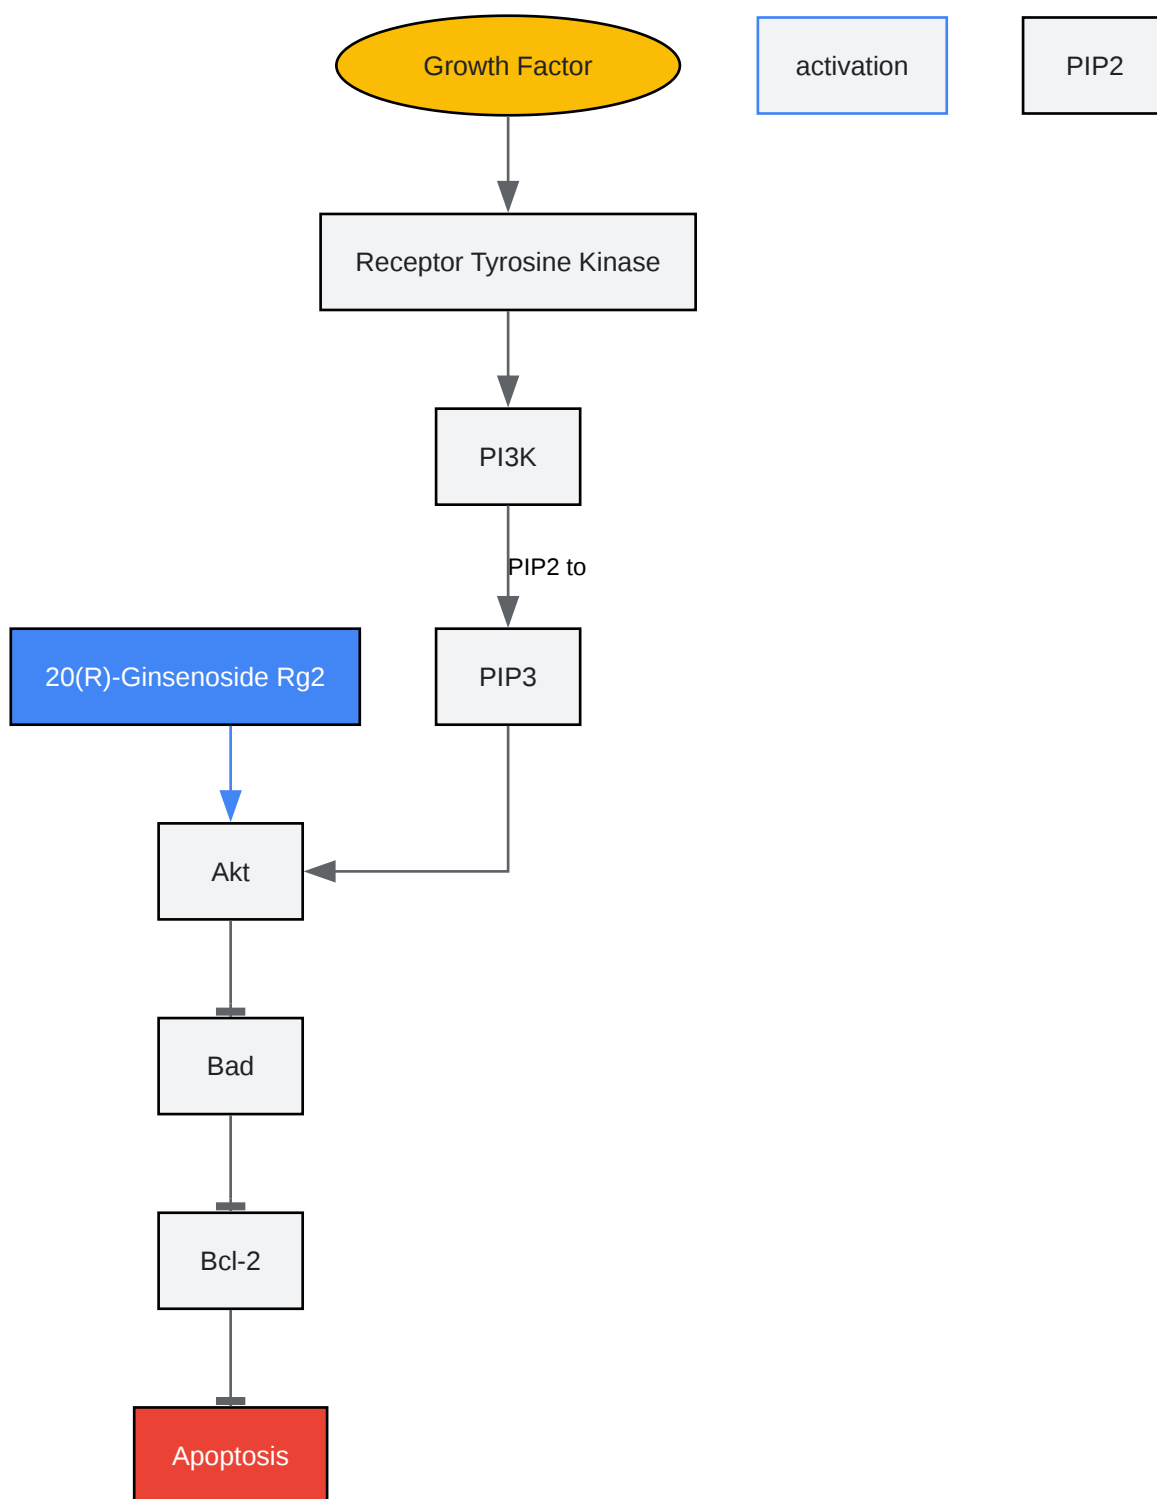 Growth Factor
activation
PIP2
Receptor Tyrosine Kinase
PI3K
PIP2 to
20(R)-Ginsenoside Rg2
PIP3
Akt
Bad
Bcl-2
Apoptosis